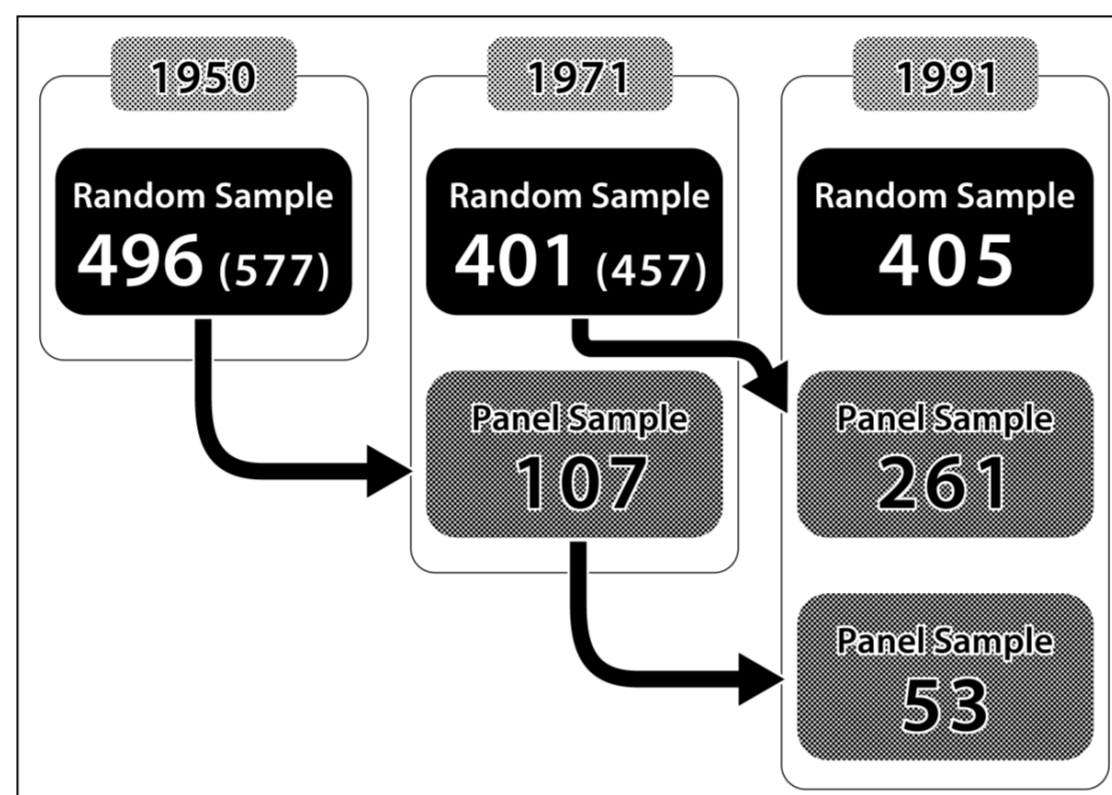 1950
Random Sample
496 (577)
1971
Random Sample
401 (457)
Panel Sample
107
1991
Random Sample
405
Panel Sample
261
Panel Sample
53